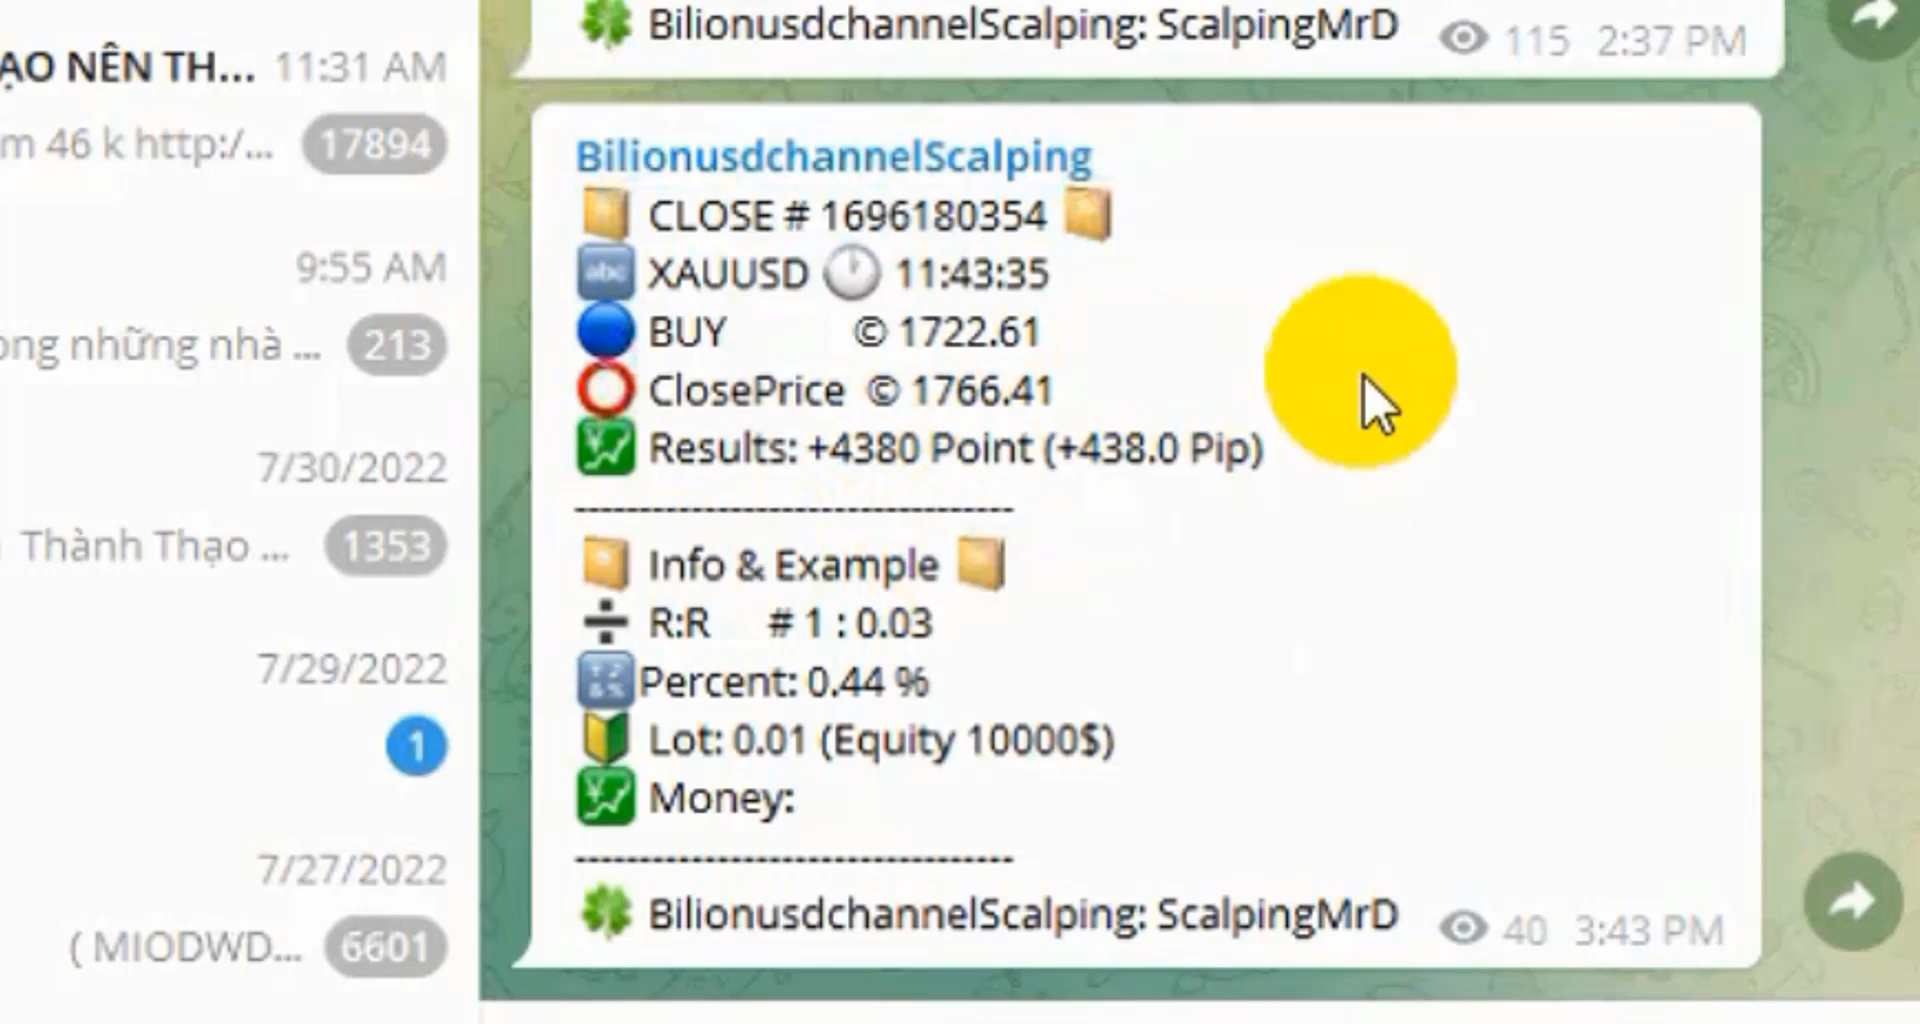 ẠO NÊN TH... 11:31 AM
m 46 k http:/... 17894
9:55 AM
ong những nhà ... 213
7/30/2022
Thành Thạo ... 1353
7/29/2022
1
7/27/2022
( MIODWD... 6601
BilionusdchannelScalping: ScalpingMrD 115 2:37 PM
BilionusdchannelScalping
CLOSE # 1696180354
abc XAUUSD 11:43:35
BUY © 1722.61
ClosePrice © 1766.41
Results: +4380 Point (+438.0 Pip)
----------------------------------
Info & Example
R:R # 1 : 0.03
Percent: 0.44 %
Lot: 0.01 (Equity 10000$)
Money:
----------------------------------
BilionusdchannelScalping: ScalpingMrD 40 3:43 PM